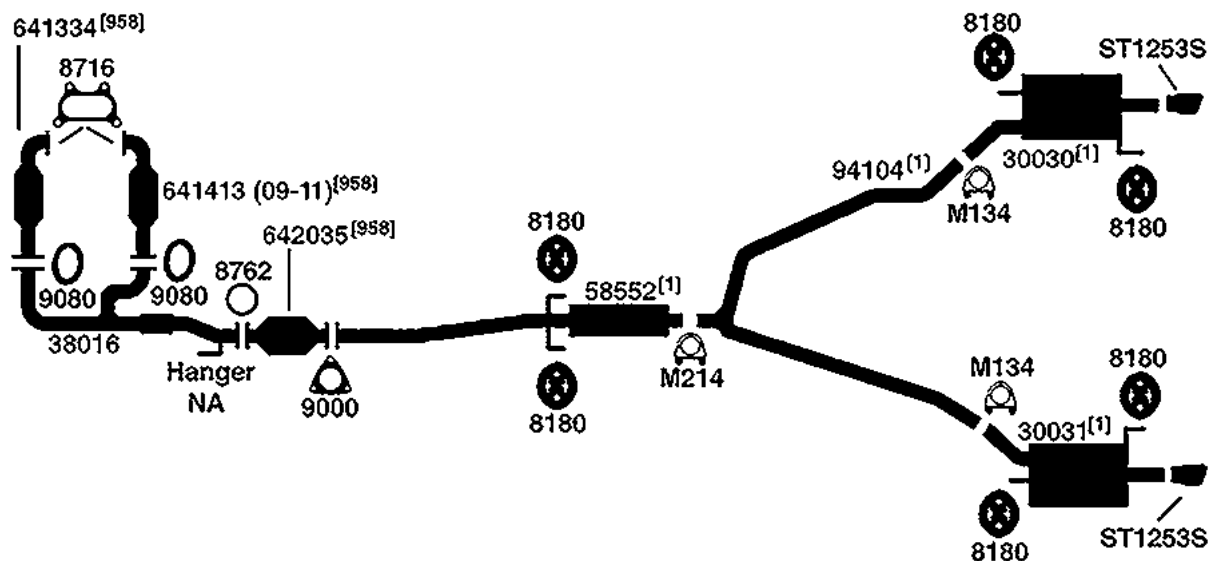 641334[958]
8716
641413 (09-11)[958]
642035[958]
8762
9080
9080
38016
Hanger
NA
9000
8180
58552[1]
M214
8180
8180
ST1253S
94104[1]
30030[1]
M134
8180
M134
8180
30031[1]
8180
ST1253S